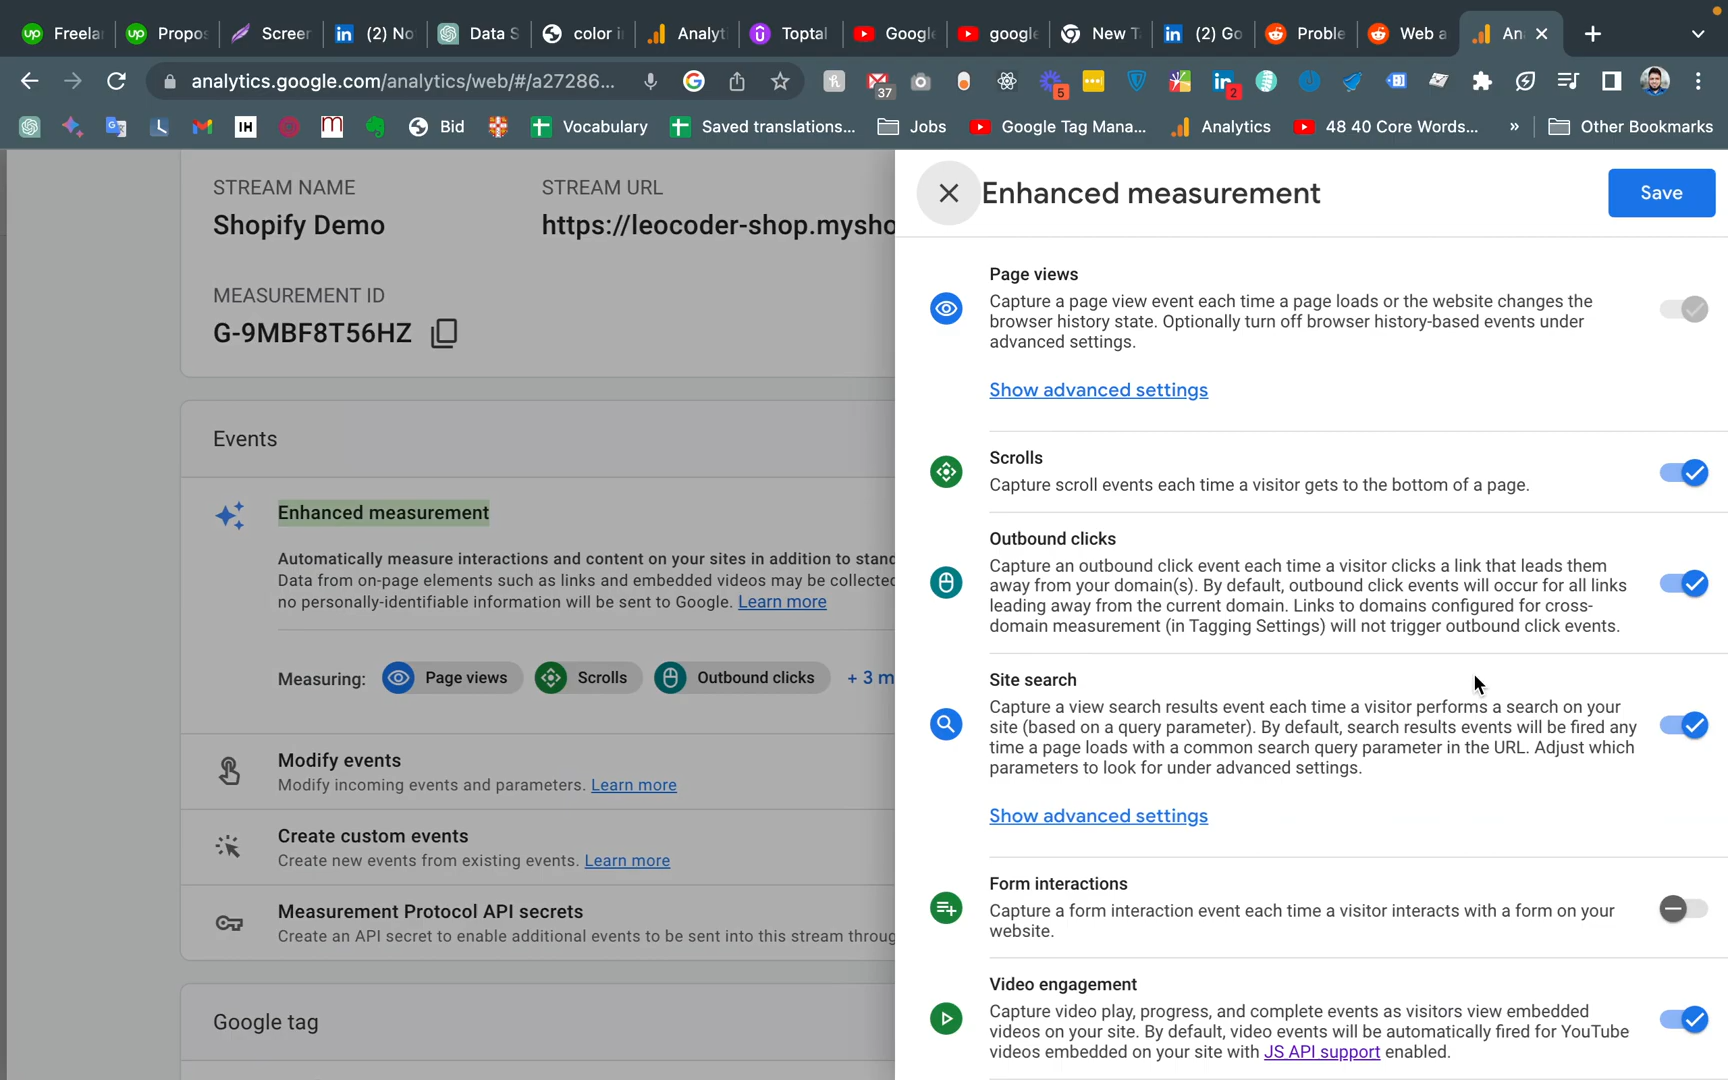 Freela
Propos
Screer
(2) No
Data S
color i
Analyt
Toptal
Google
google
New T
(2) Go
Proble
Web a
An
analytics.google.com/analytics/web/#/a27286...
37
5
2
IH
Bid
Vocabulary
Saved translations...
Jobs
Google Tag Mana...
Analytics
48 40 Core Words...
»
Other Bookmarks
STREAM NAME
STREAM URL
Shopify Demo
https://leocoder-shop.mysho
MEASUREMENT ID
G-9MBF8T56HZ
Events
Enhanced measurement
Automatically measure interactions and content on your sites in addition to stand
Data from on-page elements such as links and embedded videos may be collected
no personally-identifiable information will be sent to Google. Learn more
Measuring: Page views Scrolls Outbound clicks + 3 m
Modify events
Modify incoming events and parameters. Learn more
Create custom events
Create new events from existing events. Learn more
Measurement Protocol API secrets
Create an API secret to enable additional events to be sent into this stream throug
Google tag
Enhanced measurement
Save
Page views
Capture a page view event each time a page loads or the website changes the
browser history state. Optionally turn off browser history-based events under
advanced settings.
Show advanced settings
Scrolls
Capture scroll events each time a visitor gets to the bottom of a page.
Outbound clicks
Capture an outbound click event each time a visitor clicks a link that leads them
away from your domain(s). By default, outbound click events will occur for all links
leading away from the current domain. Links to domains configured for cross-
domain measurement (in Tagging Settings) will not trigger outbound click events.
Site search
Capture a view search results event each time a visitor performs a search on your
site (based on a query parameter). By default, search results events will be fired any
time a page loads with a common search query parameter in the URL. Adjust which
parameters to look for under advanced settings.
Show advanced settings
Form interactions
Capture a form interaction event each time a visitor interacts with a form on your
website.
Video engagement
Capture video play, progress, and complete events as visitors view embedded
videos on your site. By default, video events will be automatically fired for YouTube
videos embedded on your site with JS API support enabled.